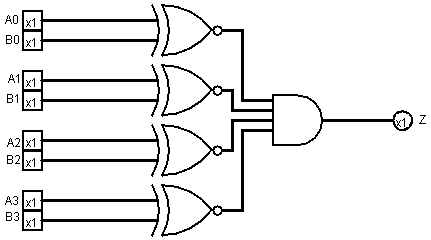 A0 x1
B0 x1
A1 x1
B1 x1
A2 x1
B2 x1
A3 x1
B3 x1
x1 Z